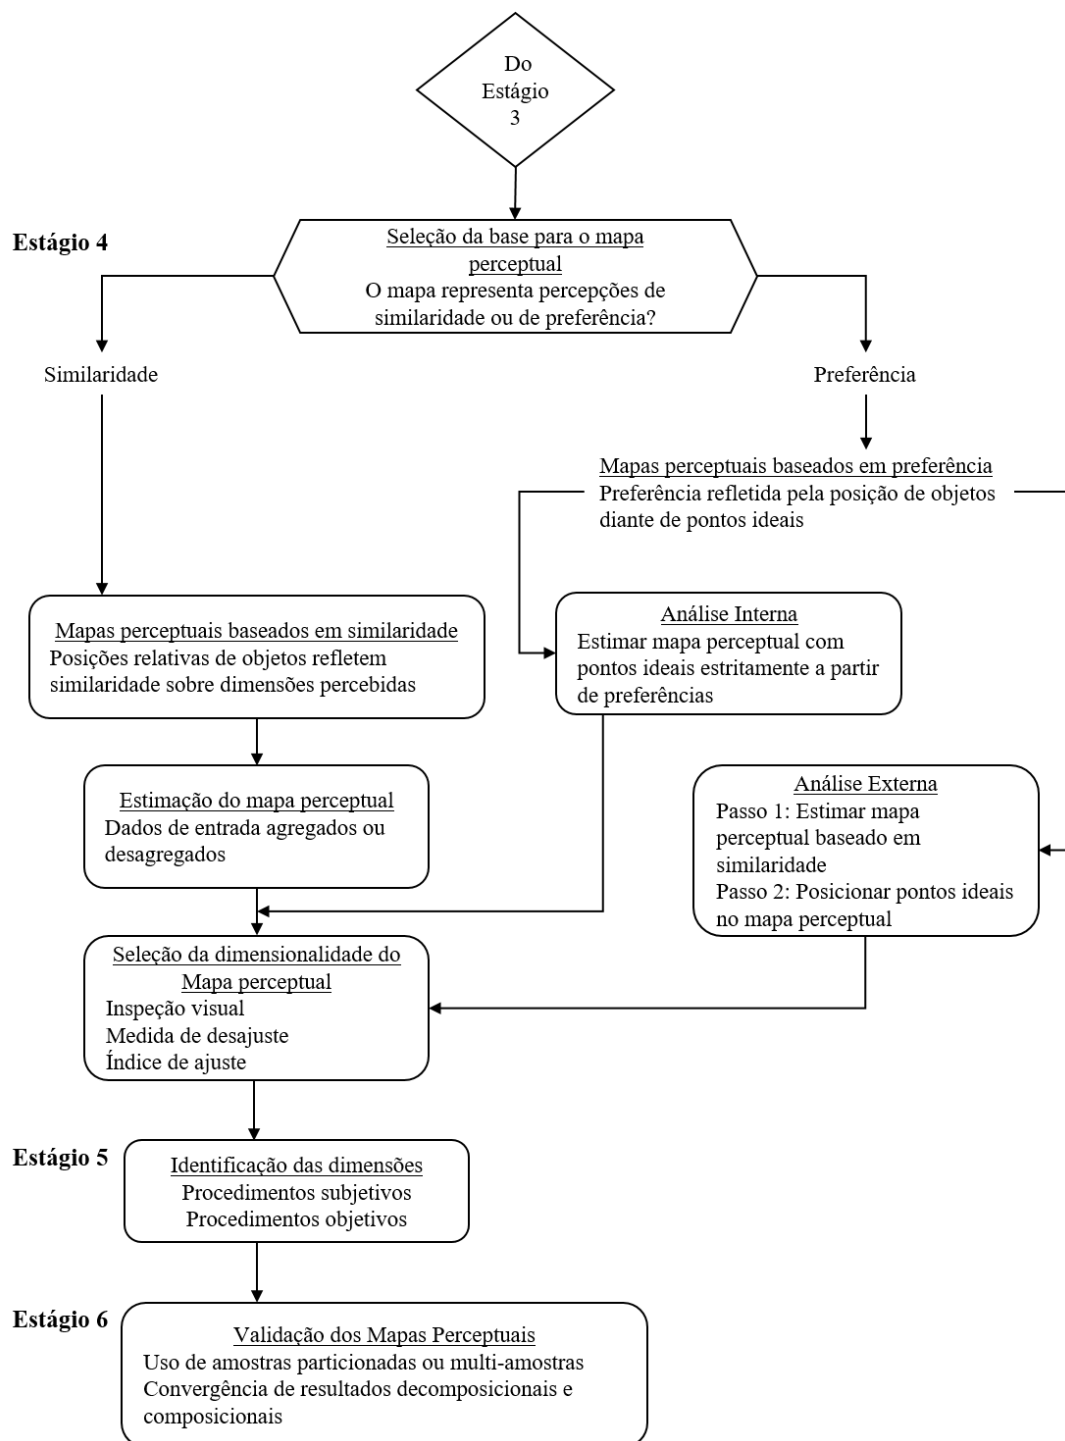 Do
Estágio
3
Estágio 4
Seleção da base para o mapa
perceptual
O mapa representa percepções de
similaridade ou de preferência?
Similaridade
Preferência
Mapas perceptuais baseados em preferência
Preferência refletida pela posição de objetos
diante de pontos ideais
Mapas perceptuais baseados em similaridade
Posições relativas de objetos refletem
similaridade sobre dimensões percebidas
Análise Interna
Estimar mapa perceptual com
pontos ideais estritamente a partir
de preferências
Estimação do mapa perceptual
Dados de entrada agregados ou
desagregados
Análise Externa
Passo 1: Estimar mapa
perceptual baseado em
similaridade
Passo 2: Posicionar pontos ideais
no mapa perceptual
Seleção da dimensionalidade do
Mapa perceptual
Inspeção visual
Medida de desajuste
Índice de ajuste
Estágio 5
Identificação das dimensões
Procedimentos subjetivos
Procedimentos objetivos
Estágio 6
Validação dos Mapas Perceptuais
Uso de amostras particionadas ou multi-amostras
Convergência de resultados decomposicionais e
composicionais